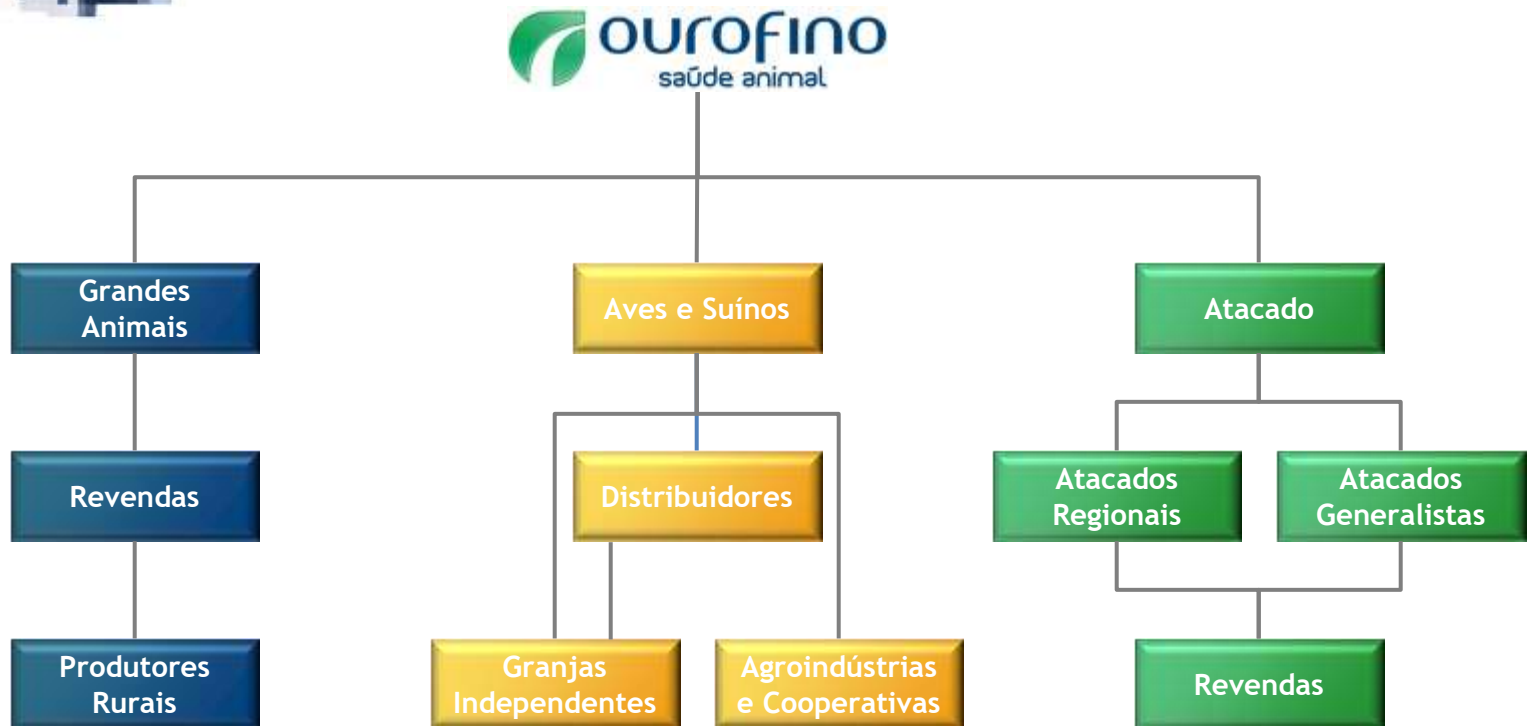 ourofino
saúde animal
Grandes
Animais
Aves e Suínos
Atacado
Revendas
Distribuidores
Atacados
Regionais
Atacados
Generalistas
Produtores
Rurais
Granjas
Independentes
Agroindústrias
e Cooperativas
Revendas